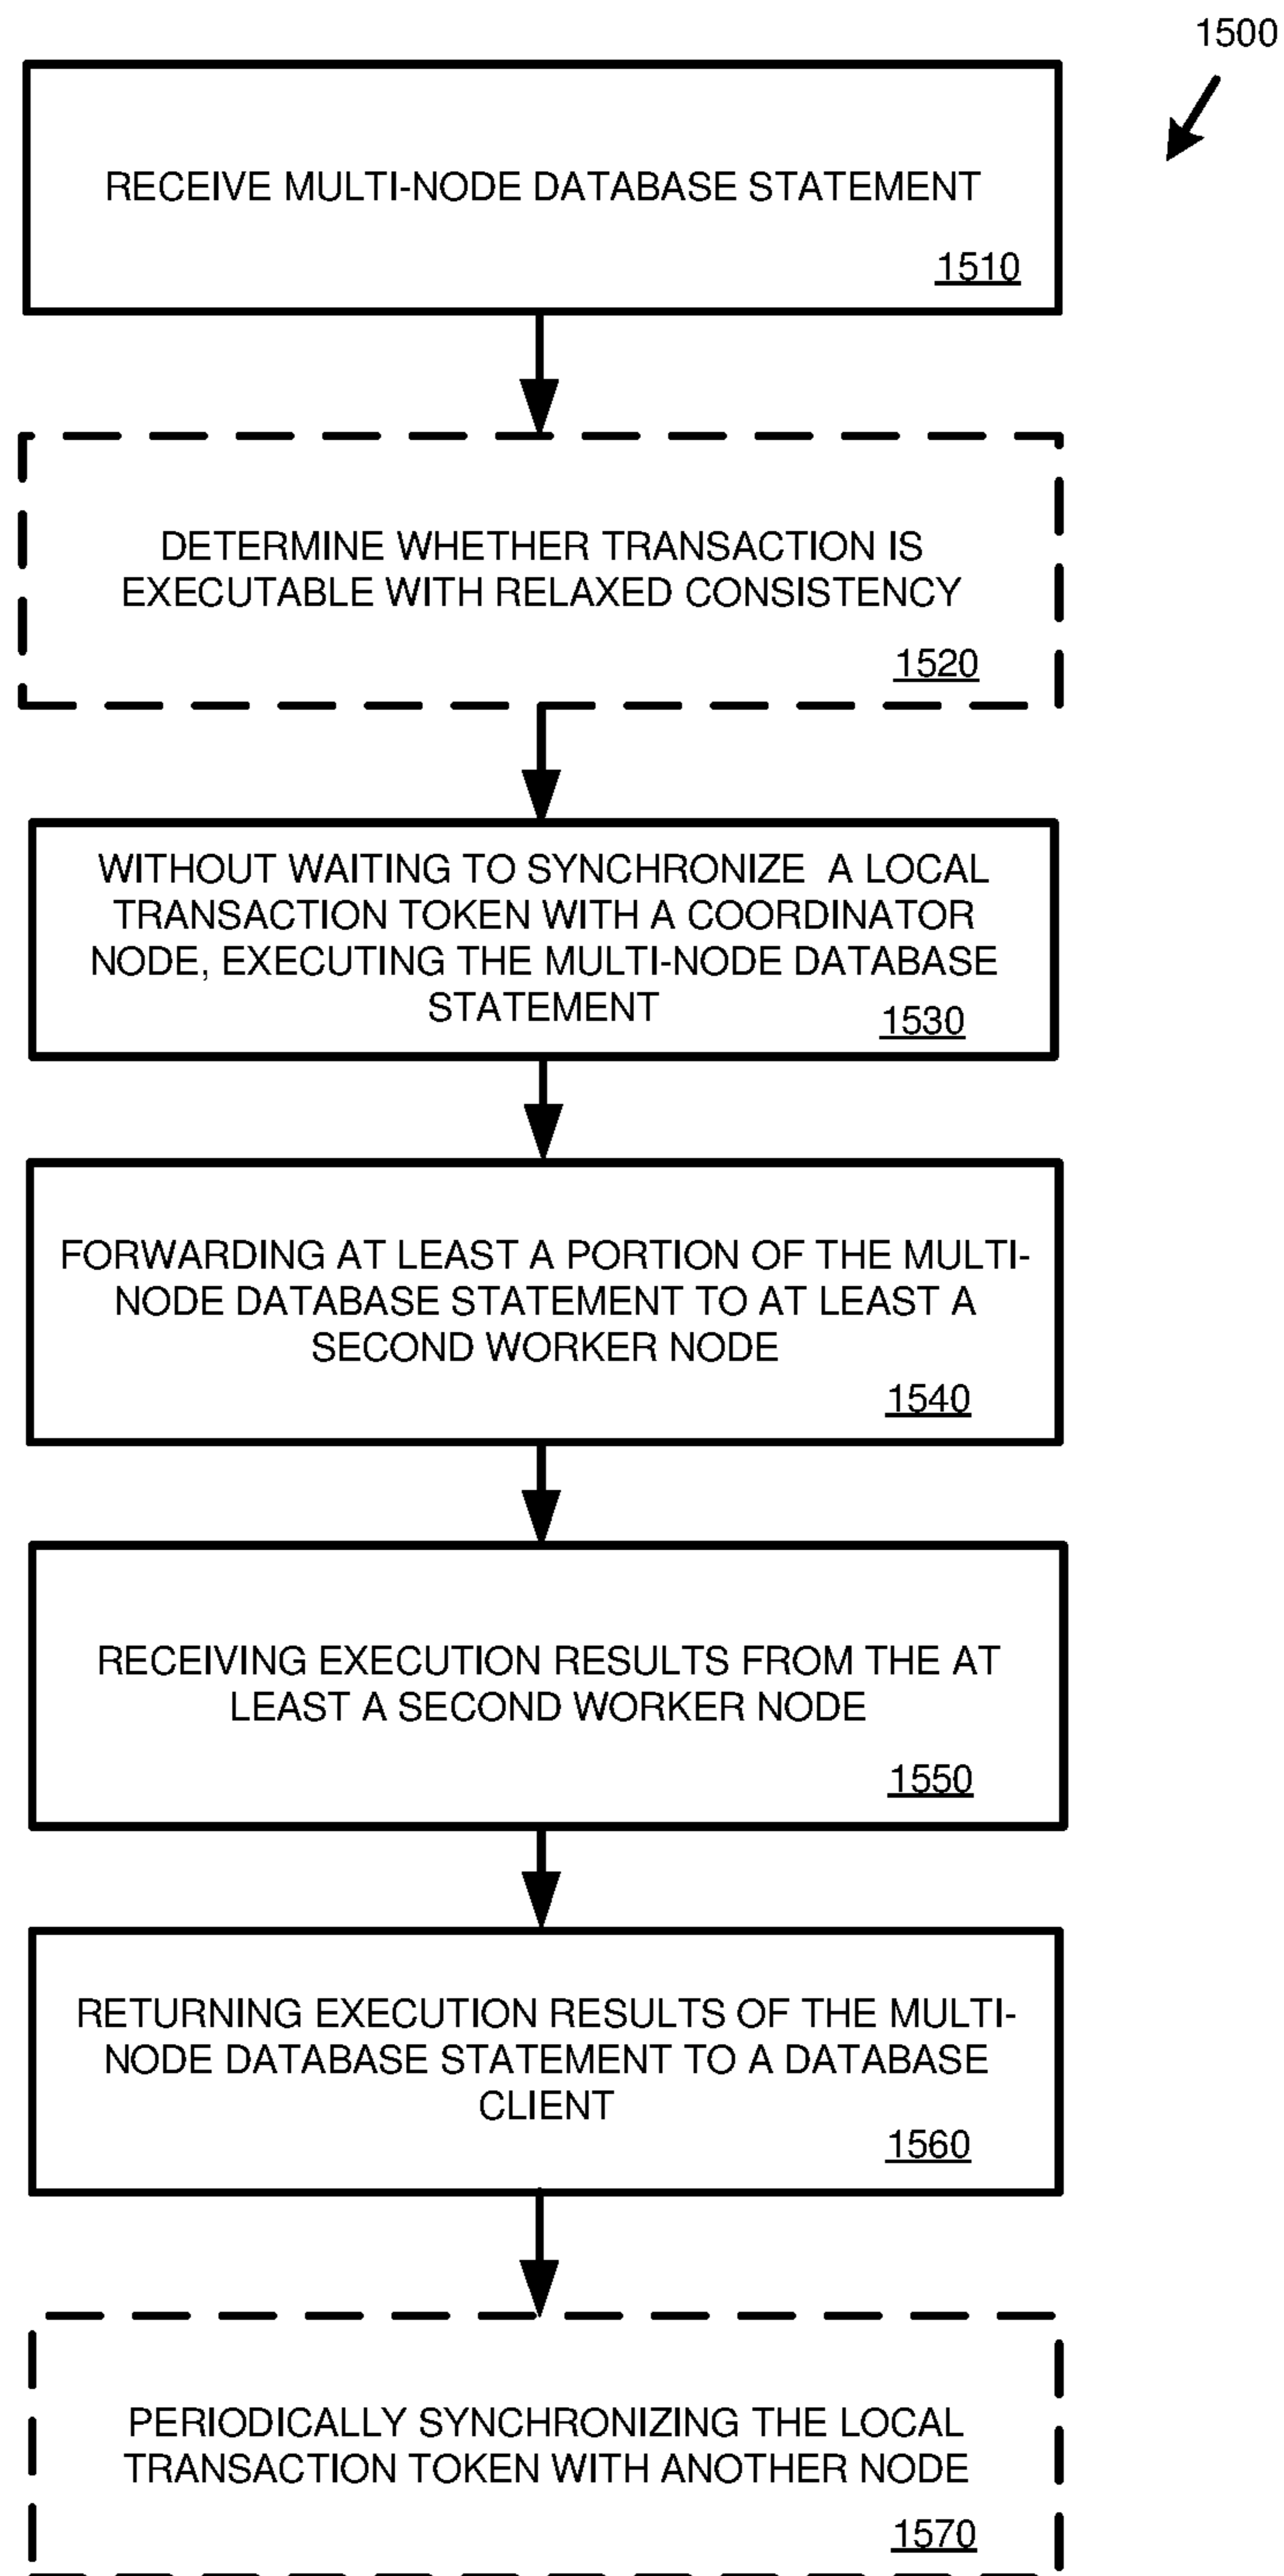 1500
RECEIVE MULTI-NODE DATABASE STATEMENT
1510
DETERMINE WHETHER TRANSACTION IS
EXECUTABLE WITH RELAXED CONSISTENCY
1520
WITHOUT WAITING TO SYNCHRONIZE A LOCAL
TRANSACTION TOKEN WITH A COORDINATOR
NODE, EXECUTING THE MULTI-NODE DATABASE
STATEMENT
1530
FORWARDING AT LEAST A PORTION OF THE MULTI-
NODE DATABASE STATEMENT TO AT LEAST A
SECOND WORKER NODE
1540
RECEIVING EXECUTION RESULTS FROM THE AT
LEAST A SECOND WORKER NODE
1550
RETURNING EXECUTION RESULTS OF THE MULTI-
NODE DATABASE STATEMENT TO A DATABASE
CLIENT
1560
PERIODICALLY SYNCHRONIZING THE LOCAL
TRANSACTION TOKEN WITH ANOTHER NODE
1570